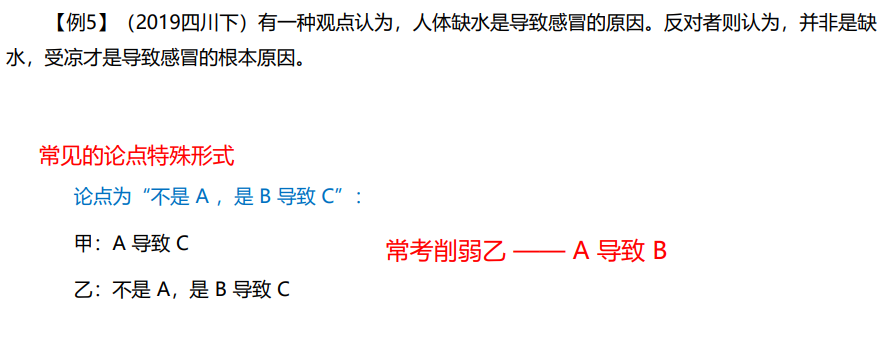 【例5】（2019四川下）有一种观点认为，人体缺水是导致感冒的原因。反对者则认为，并非是缺
水，受凉才是导致感冒的根本原因。
常见的论点特殊形式
论点为“不是 A ，是 B 导致 C”：
甲：A 导致 C
常考削弱乙 —— A 导致 B
乙：不是 A，是 B 导致 C